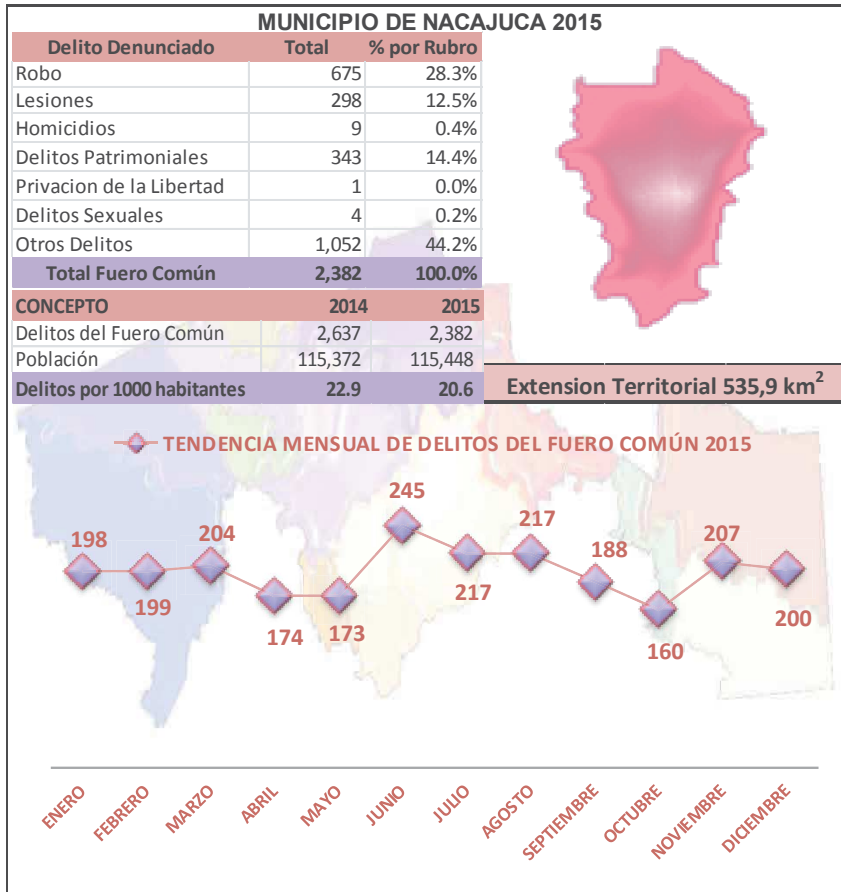 MUNICIPIO DE NACAJUCA 2015
Delito Denunciado Total % por Rubro
Robo 675 28.3%
Lesiones 298 12.5%
Homicidios 9 0.4%
Delitos Patrimoniales 343 14.4%
Privacion de la Libertad 1 0.0%
Delitos Sexuales 4 0.2%
Otros Delitos 1,052 44.2%
Total Fuero Común 2,382 100.0%
CONCEPTO 2014 2015
Delitos del Fuero Común 2,637 2,382
Población 115,372 115,448
Delitos por 1000 habitantes 22.9 20.6
Extension Territorial 535,9 km²
TENDENCIA MENSUAL DE DELITOS DEL FUERO COMÚN 2015
198 199 204 174 173 245 217 217 188 160 207 200
ENERO FEBRERO MARZO ABRIL MAYO JUNIO JULIO AGOSTO SEPTIEMBRE OCTUBRE NOVIEMBRE DICIEMBRE